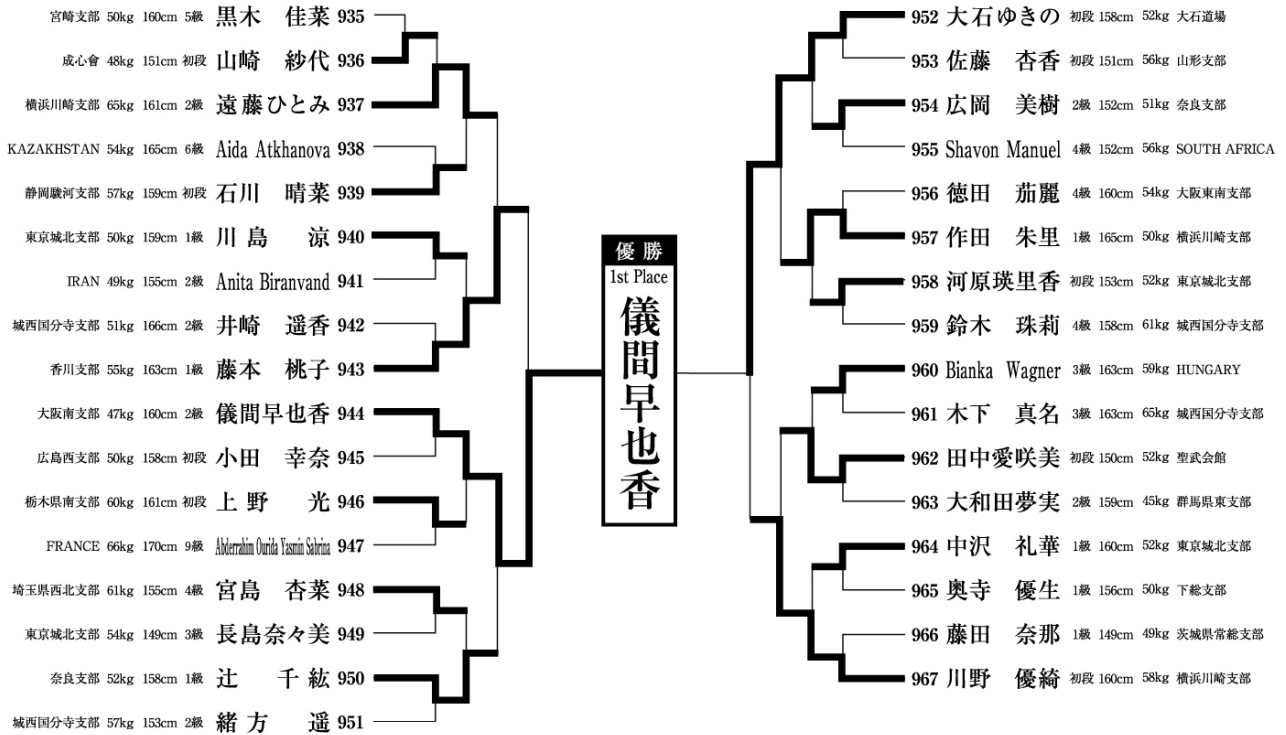 宮崎支部 50kg 160cm 5級 黒木 佳菜 935
成心會 48kg 151cm 初段 山崎 紗代 936
横浜川崎支部 65kg 161cm 2級 遠藤ひとみ 937
KAZAKHSTAN 54kg 165cm 6級 Aida Atkhanova 938
静岡駿河支部 57kg 159cm 初段 石川 晴菜 939
東京城北支部 50kg 159cm 1級 川島 涼 940
IRAN 49kg 155cm 2級 Anita Biranvand 941
城西国分寺支部 51kg 166cm 2級 井崎 遥香 942
香川支部 55kg 163cm 1級 藤本 桃子 943
大阪南支部 47kg 160cm 2級 儀間早也香 944
広島西支部 50kg 158cm 初段 小田 幸奈 945
栃木県南支部 60kg 161cm 初段 上野 光 946
FRANCE 66kg 170cm 9級 Abderrahim Ourida Yasmin Sabrina 947
埼玉県西北支部 61kg 155cm 4級 宮島 杏菜 948
東京城北支部 54kg 149cm 3級 長島奈々美 949
奈良支部 52kg 158cm 1級 辻 千紘 950
城西国分寺支部 57kg 153cm 2級 緒方 遥 951
優勝
1st Place
儀間早也香
952 大石ゆきの 初段 158cm 52kg 大石道場
953 佐藤 杏香 初段 151cm 56kg 山形支部
954 広岡 美樹 2級 152cm 51kg 奈良支部
955 Shavon Manuel 4級 152cm 56kg SOUTH AFRICA
956 徳田 茄麗 4級 160cm 54kg 大阪東南支部
957 作田 朱里 1級 165cm 50kg 横浜川崎支部
958 河原瑛里香 初段 153cm 52kg 東京城北支部
959 鈴木 珠莉 4級 158cm 61kg 城西国分寺支部
960 Bianka Wagner 3級 163cm 59kg HUNGARY
961 木下 真名 3級 163cm 65kg 城西国分寺支部
962 田中愛咲美 初段 150cm 52kg 聖武会館
963 大和田夢実 2級 159cm 45kg 群馬県東支部
964 中沢 礼華 1級 160cm 52kg 東京城北支部
965 奥寺 優生 1級 156cm 50kg 下総支部
966 藤田 奈那 1級 149cm 49kg 茨城県常総支部
967 川野 優綺 初段 160cm 58kg 横浜川崎支部